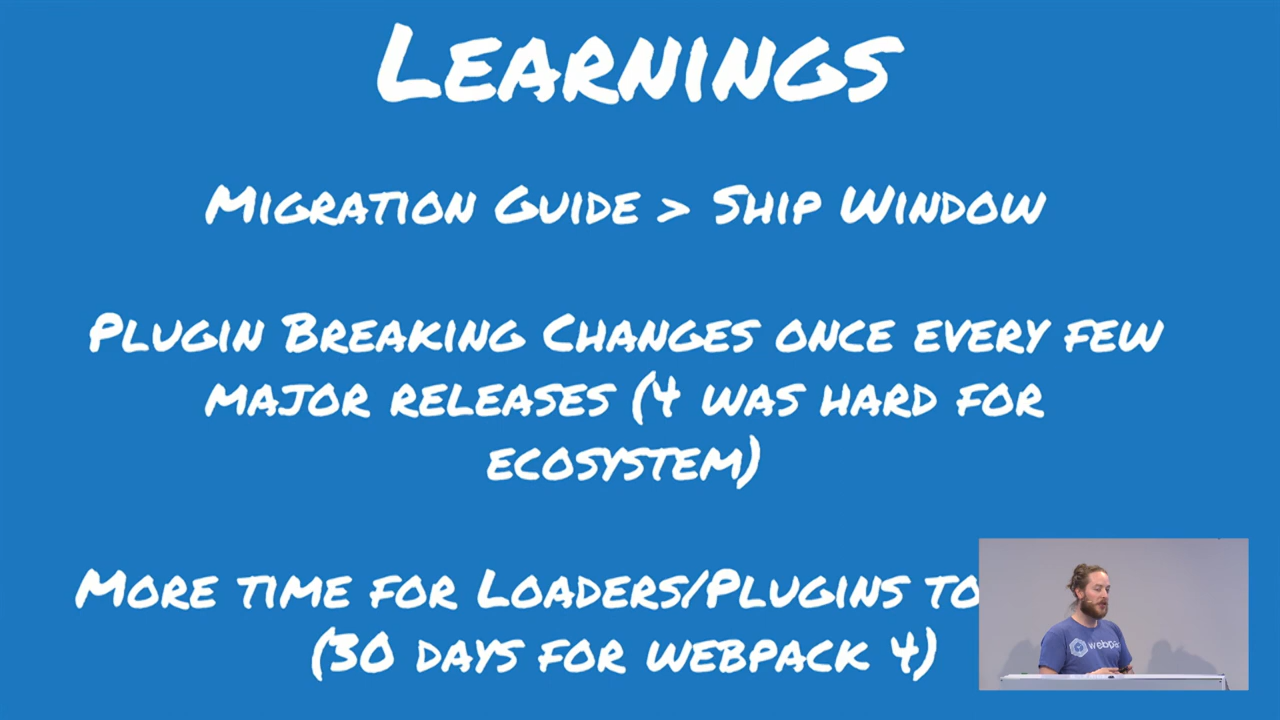 LEARNINGS
MIGRATION GUIDE > SHIP WINDOW
PLUGIN BREAKING CHANGES ONCE EVERY FEW
MAJOR RELEASES (4 WAS HARD FOR
ECOSYSTEM)
MORE TIME FOR LOADERS/PLUGINS TO
(30 DAYS FOR WEBPACK 4)
webpa